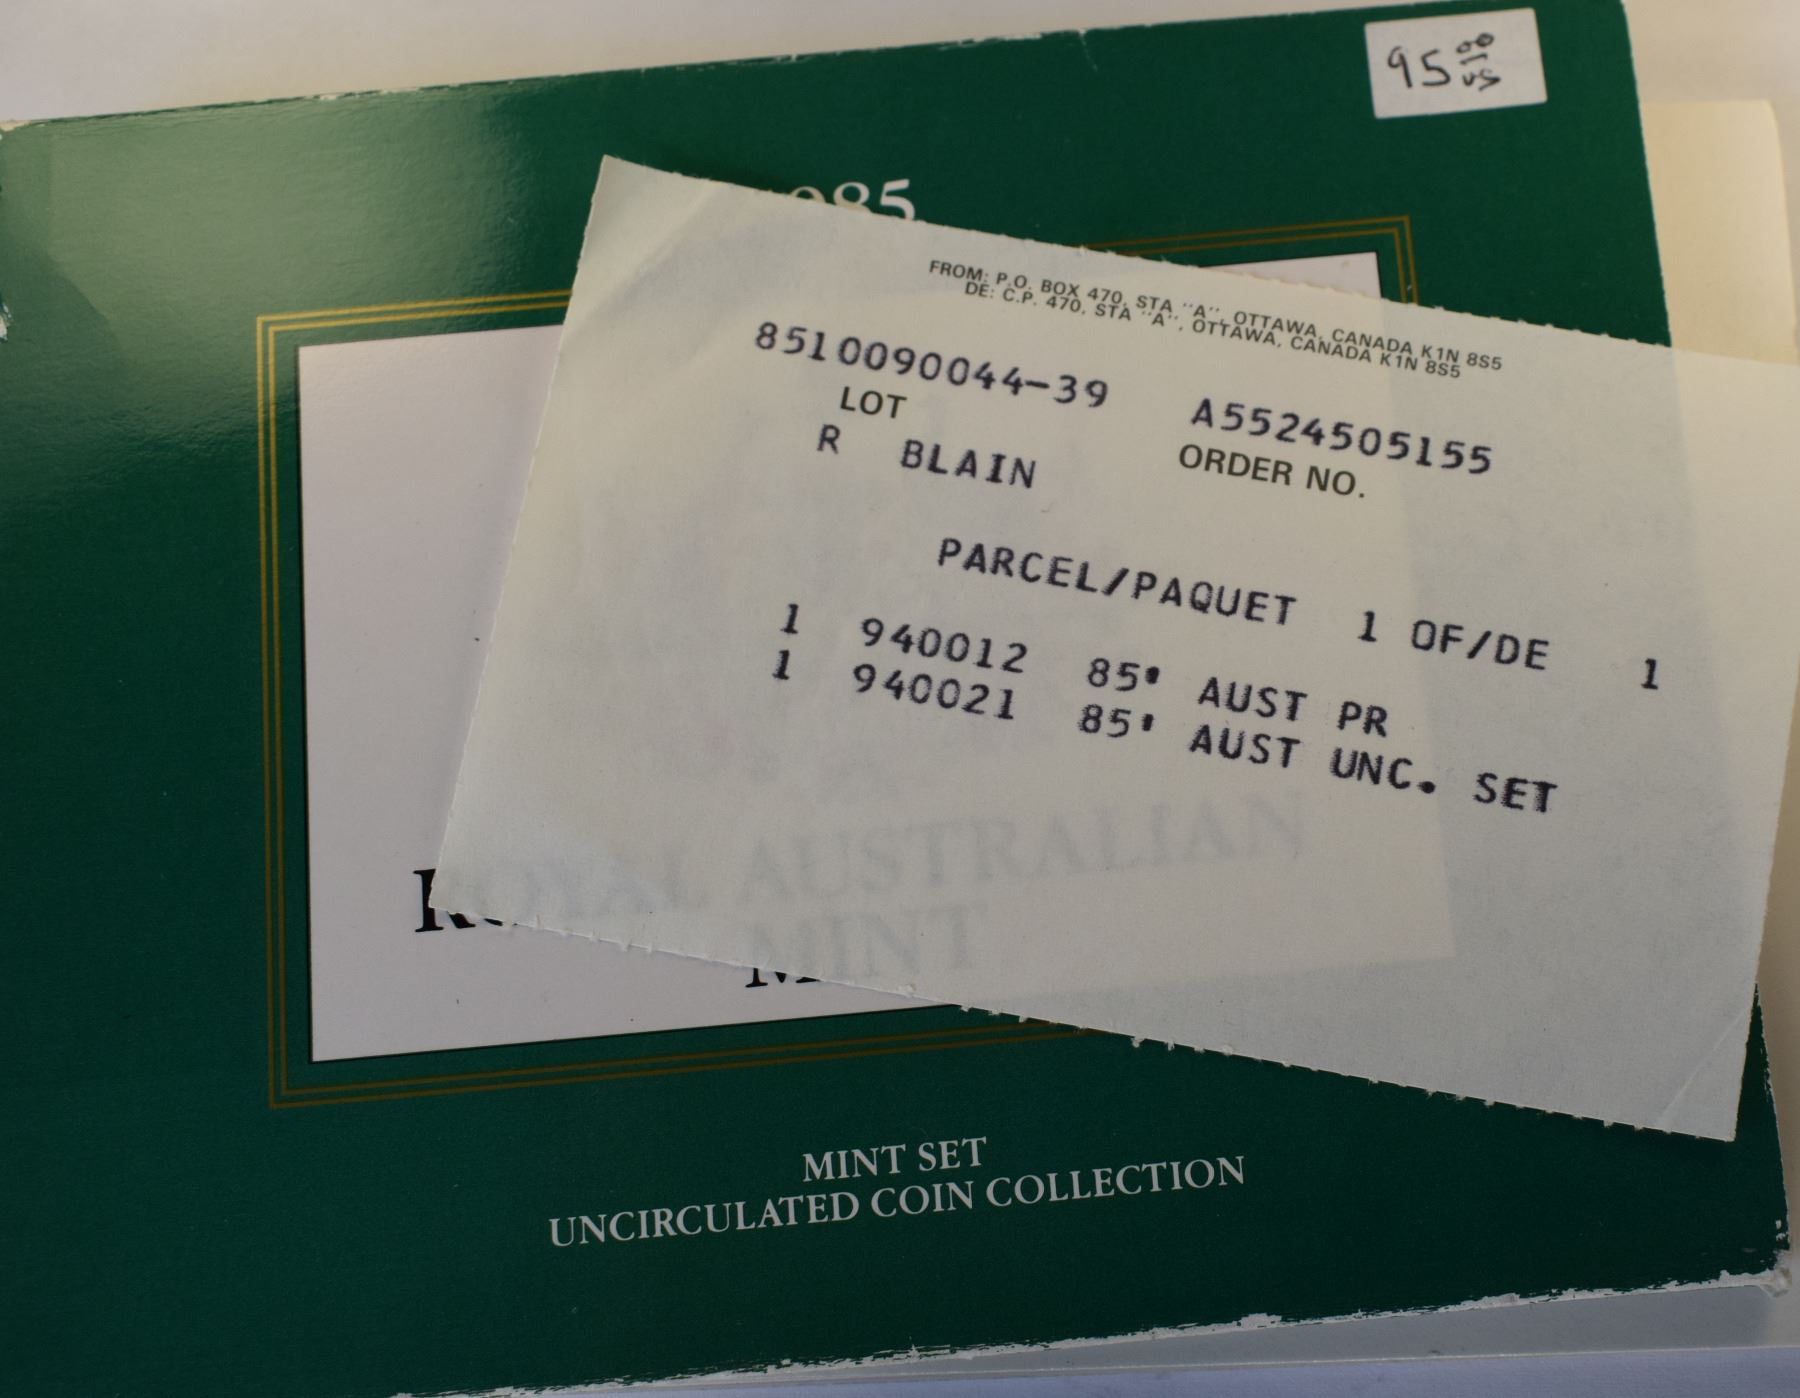 95 00 US
1985
FROM: P.O. BOX 470, STA "A", OTTAWA, CANADA K1N 8S5
DE: C.P. 470, STA "A", OTTAWA, CANADA K1N 8S5
8510090044-39 A5524505155
LOT ORDER NO.
R BLAIN
PARCEL/PAQUET 1 OF/DE 1
1 940012 85' AUST PR
1 940021 85' AUST UNC. SET
ROYAL AUSTRALIAN
MINT
MINT SET
UNCIRCULATED COIN COLLECTION